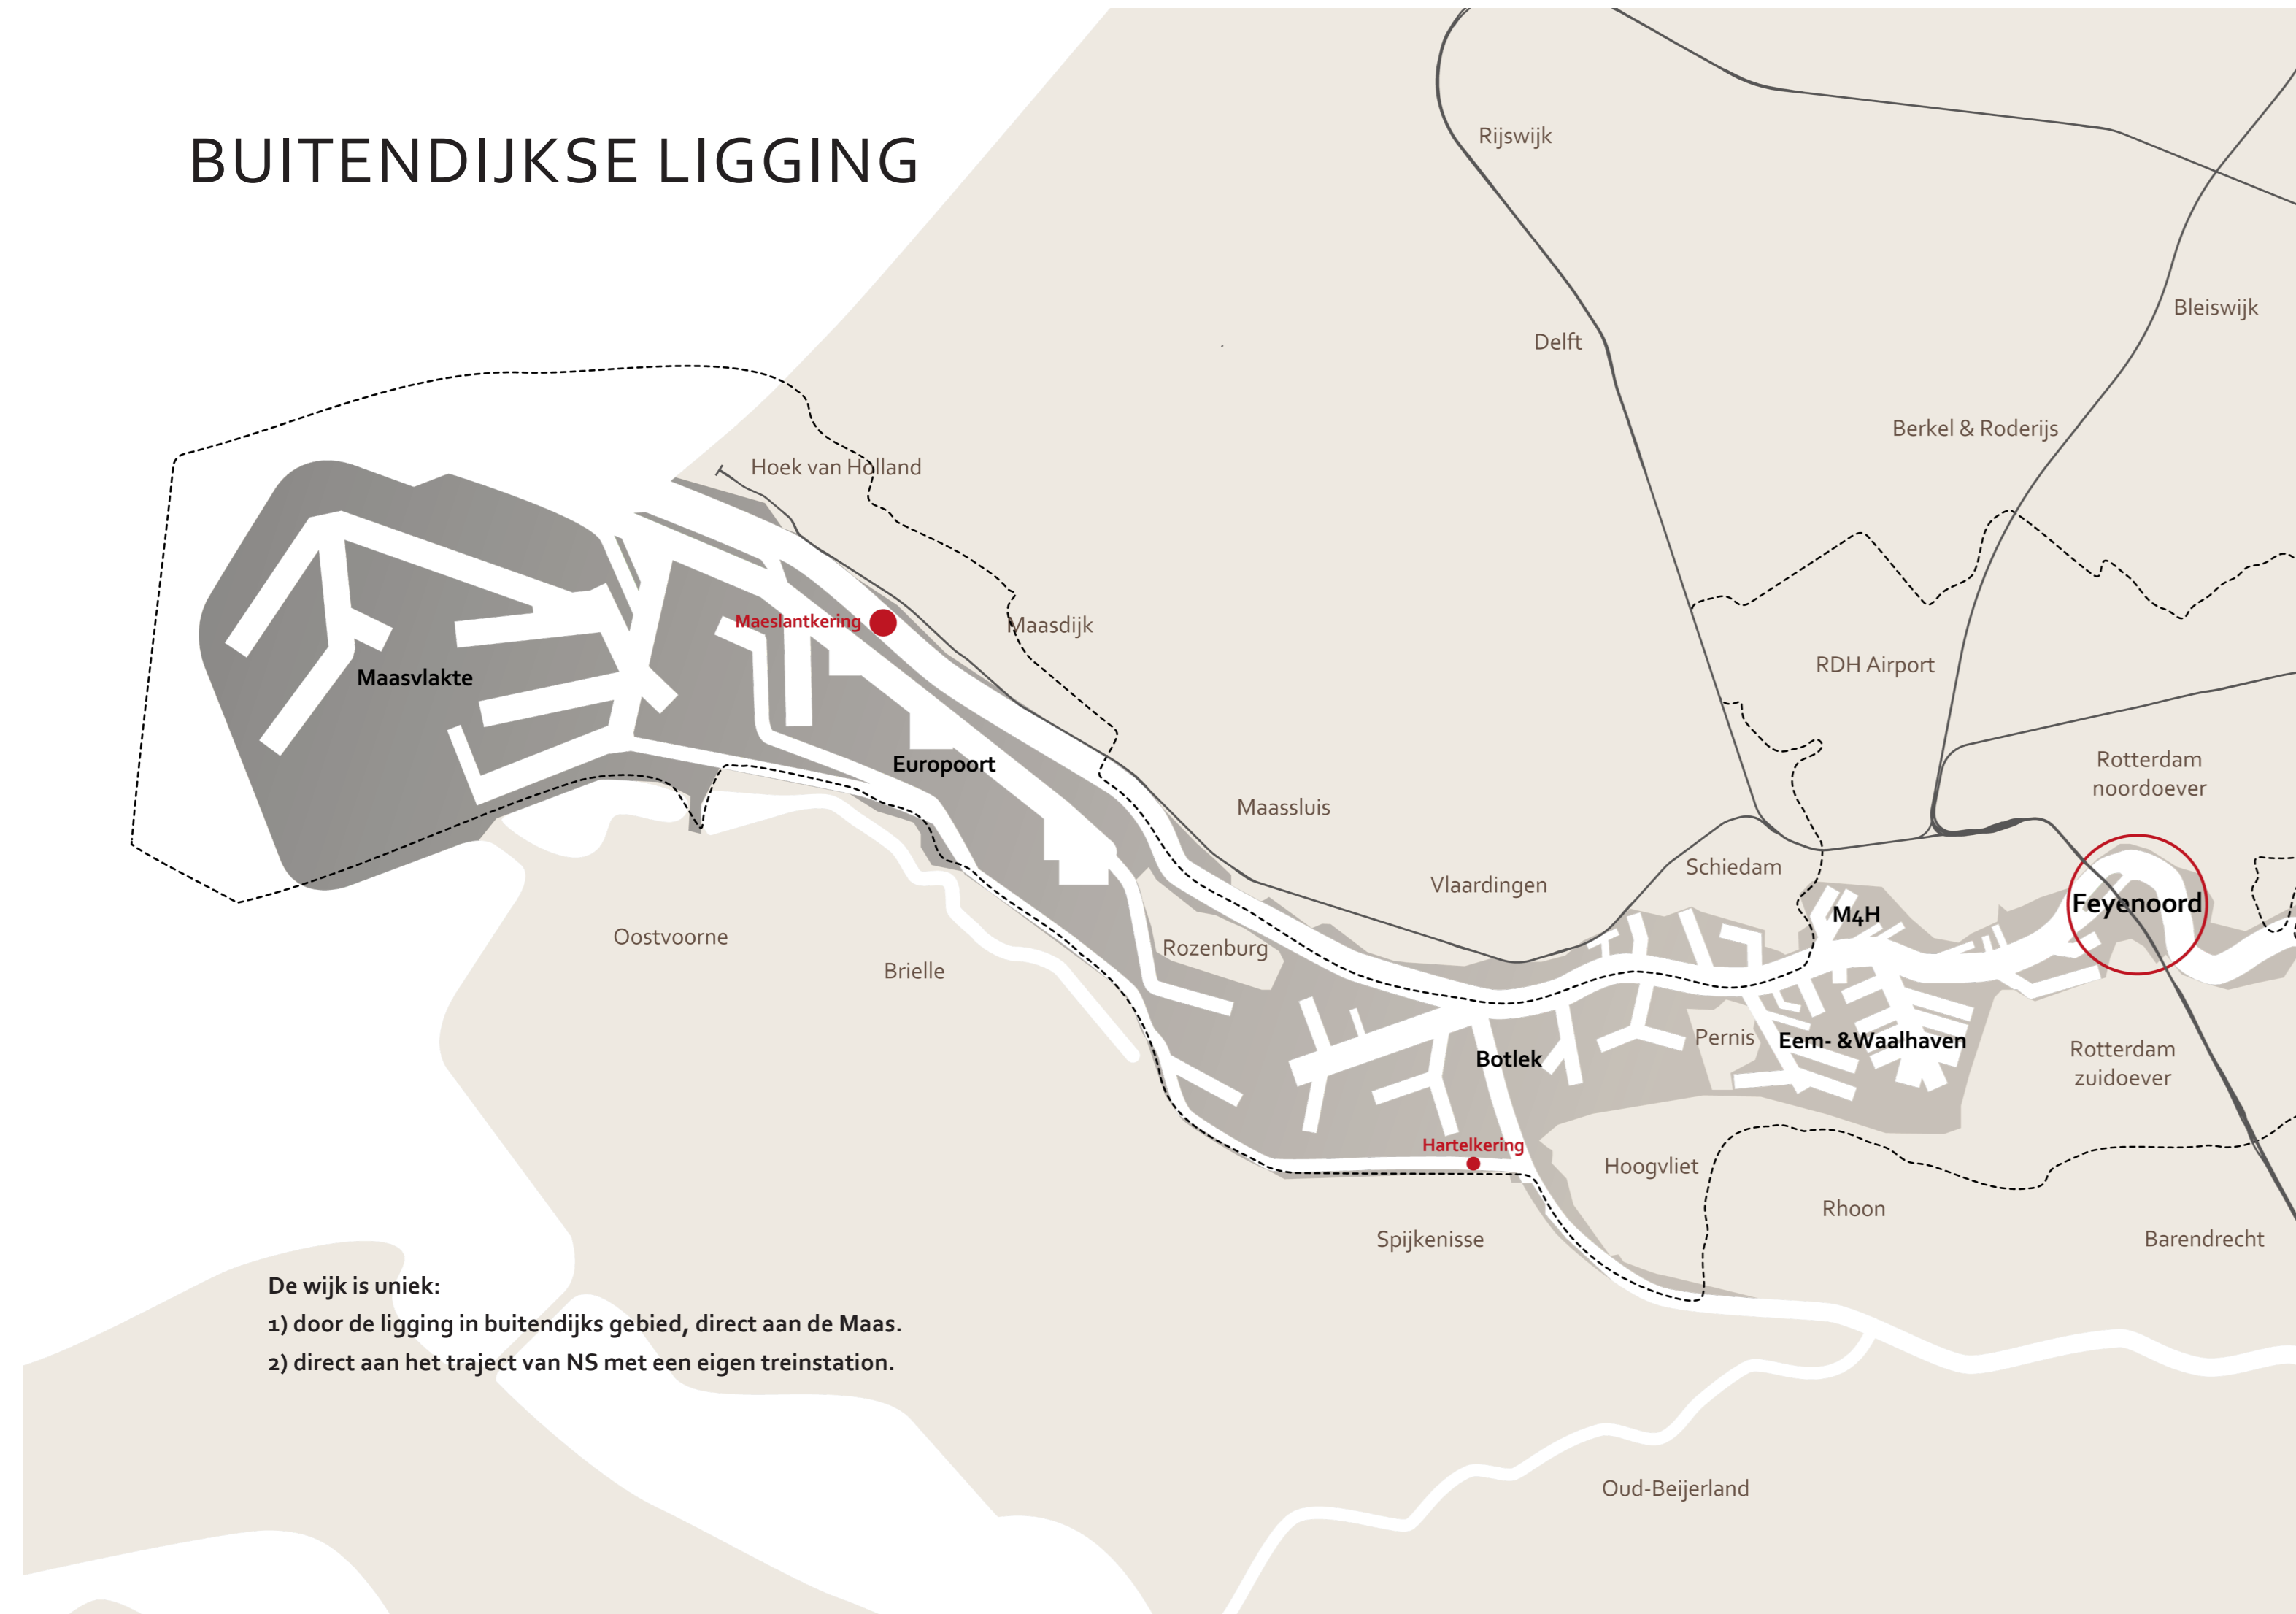 BUITENDIJKSE LIGGING
Rijswijk
Bleiswijk
Delft
Berkel & Roderijs
Hoek van Holland
Maeslantkering
Maasdijk
RDH Airport
Maasvlakte
Europoort
Rotterdam
noordoever
Maassluis
Schiedam
Vlaardingen
Feyenoord
M4H
Oostvoorne
Rozenburg
Brielle
Pernis
Eem- &Waalhaven
Rotterdam
zuidoever
Botlek
Hartelkering
Hoogvliet
Rhoon
Spijkenisse
Barendrecht
De wijk is uniek:
1) door de ligging in buitendijks gebied, direct aan de Maas.
2) direct aan het traject van NS met een eigen treinstation.
Oud-Beijerland